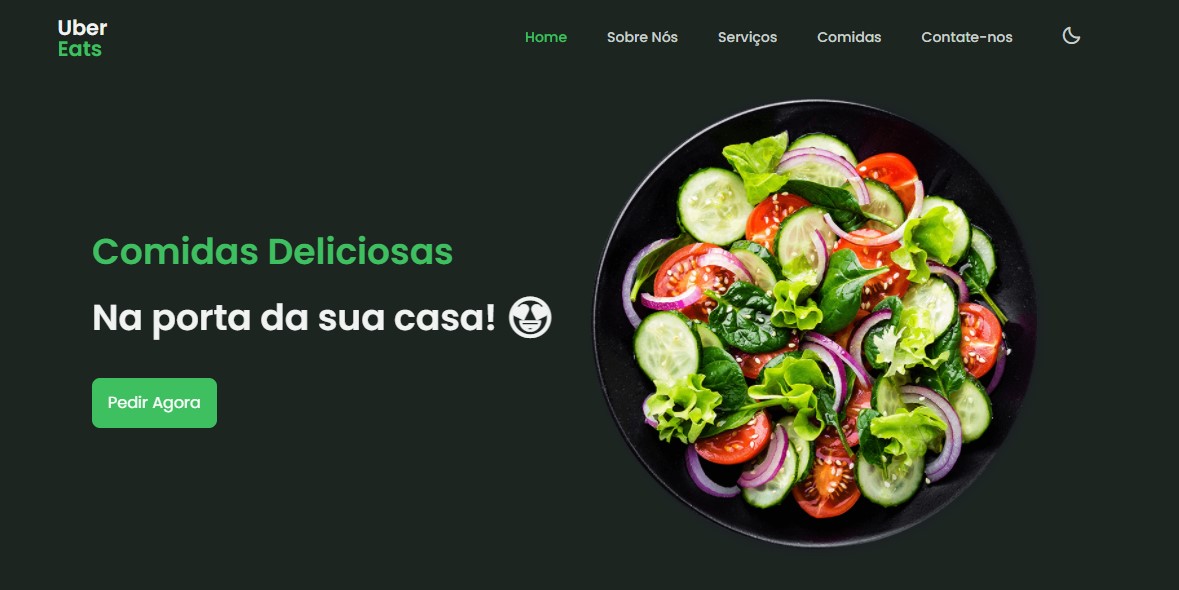 Uber
Eats
Home
Sobre Nós
Serviços
Comidas
Contate-nos
Comidas Deliciosas
Na porta da sua casa!
Pedir Agora